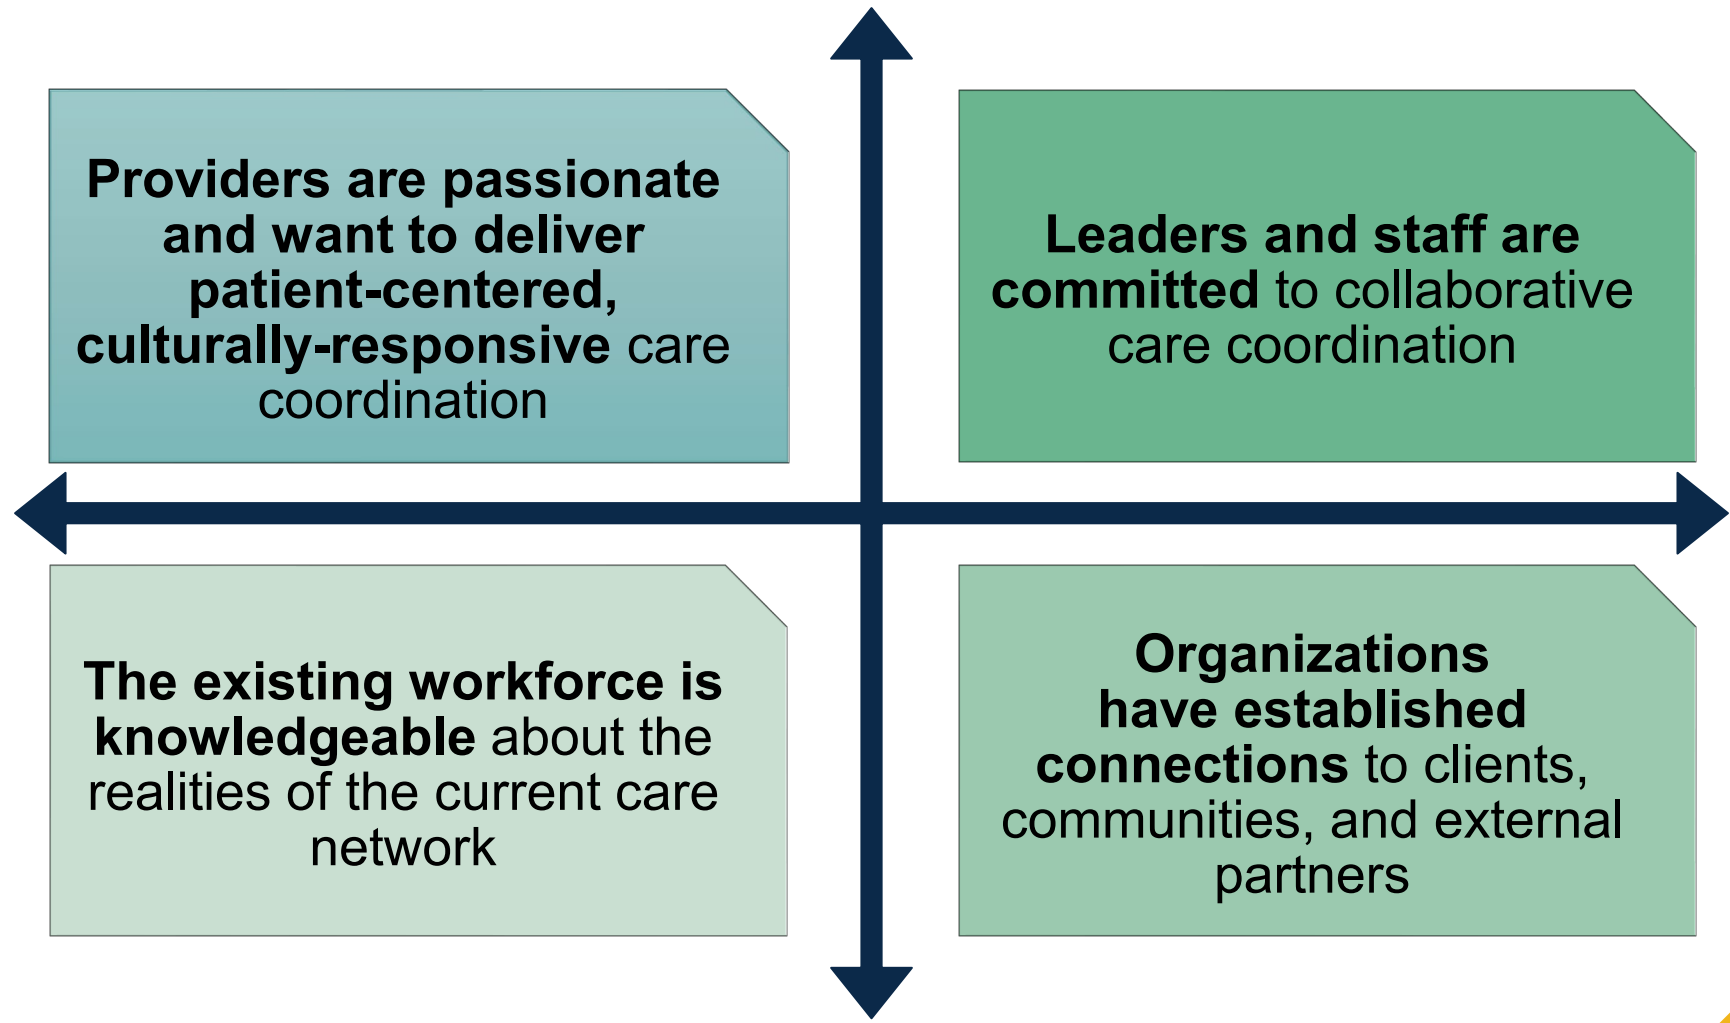 Providers are passionate
and want to deliver
patient-centered,
culturally-responsive care
coordination
Leaders and staff are
committed to collaborative
care coordination
The existing workforce is
knowledgeable about the
realities of the current care
network
Organizations
have established
connections to clients,
communities, and external
partners